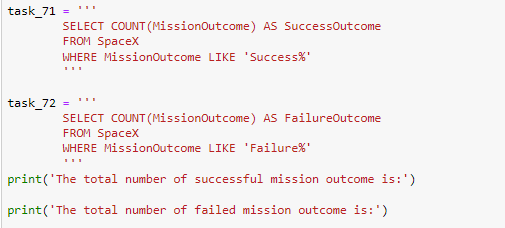 task_71 = '''
        SELECT COUNT(MissionOutcome) AS SuccessOutcome
        FROM SpaceX
        WHERE MissionOutcome LIKE 'Success%'
        '''

task_72 = '''
        SELECT COUNT(MissionOutcome) AS FailureOutcome
        FROM SpaceX
        WHERE MissionOutcome LIKE 'Failure%'
        '''
print('The total number of successful mission outcome is:')

print('The total number of failed mission outcome is:')